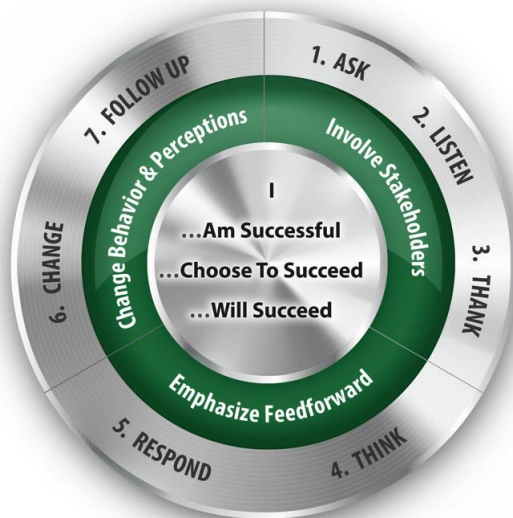 1. ASK
2. LISTEN
3. THANK
4. THINK
5. RESPOND
6. CHANGE
7. FOLLOW UP
Involve Stakeholders
Emphasize Feedforward
Change Behavior & Perceptions
I
...Am Successful
...Choose To Succeed
...Will Succeed